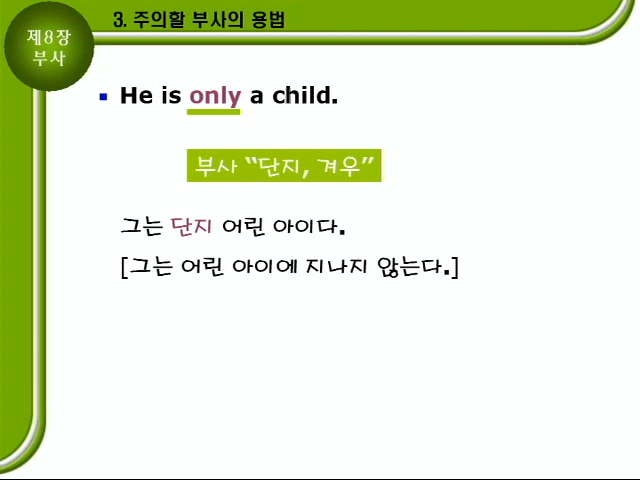 3. 주의할 부사의 용법
제8장
부사
▪ He is only a child.
부사 “단지, 겨우”
그는 단지 어린 아이다.
[그는 어린 아이에 지나지 않는다.]